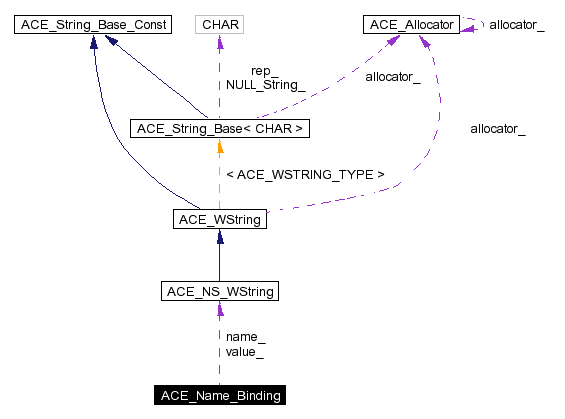 ACE_String_Base_Const
CHAR
ACE_Allocator
allocator_
rep_
NULL_String_
allocator_
ACE_String_Base< CHAR >
allocator_
< ACE_WSTRING_TYPE >
ACE_WString
ACE_NS_WString
name_
value_
ACE_Name_Binding